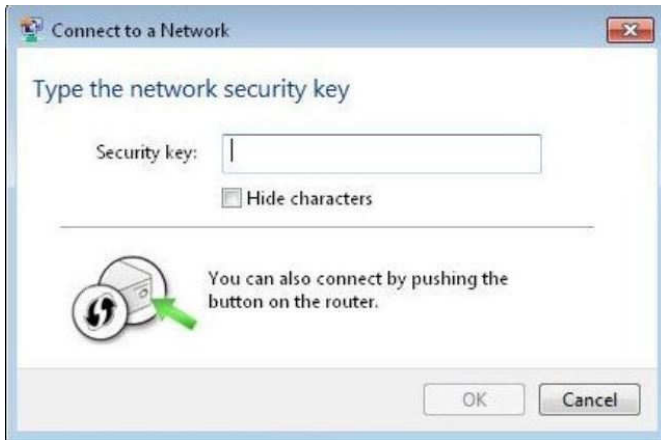 Connect to a Network
Type the network security key
Security key:
Hide characters
You can also connect by pushing the
button on the router.
OK
Cancel